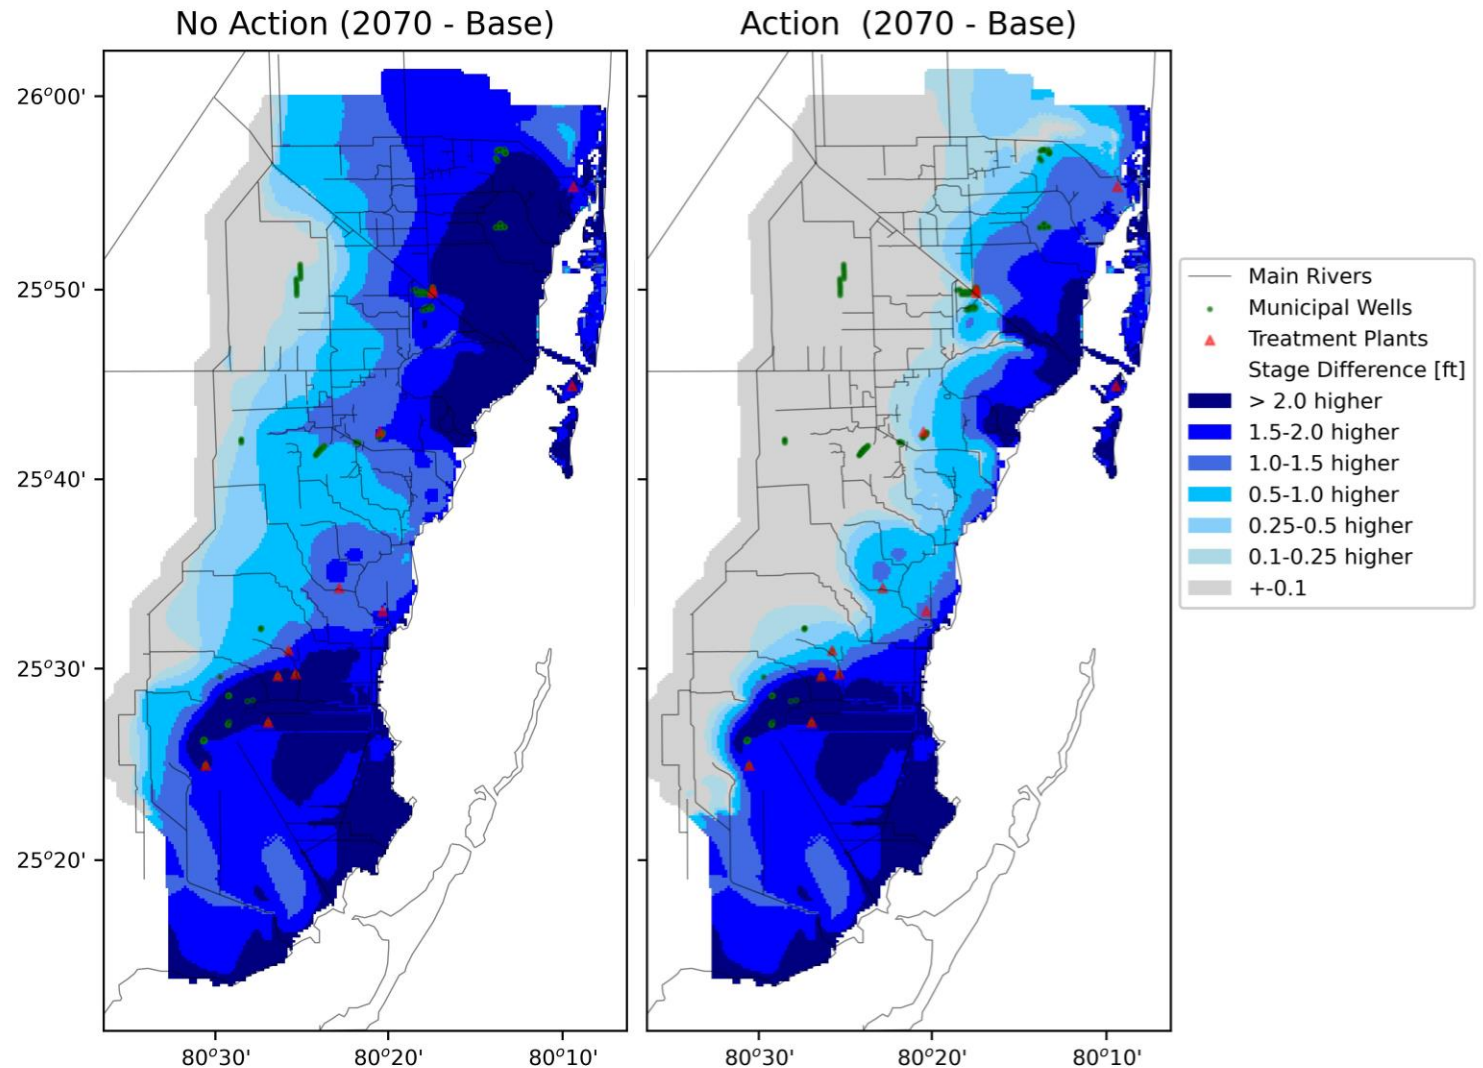 No Action (2070 - Base)
Action (2070 - Base)
26°00'
25°50'
25°40'
25°30'
25°20'
80°30'
80°20'
80°10'
80°30'
80°20'
80°10'
Main Rivers
Municipal Wells
Treatment Plants
Stage Difference [ft]
> 2.0 higher
1.5-2.0 higher
1.0-1.5 higher
0.5-1.0 higher
0.25-0.5 higher
0.1-0.25 higher
+-0.1